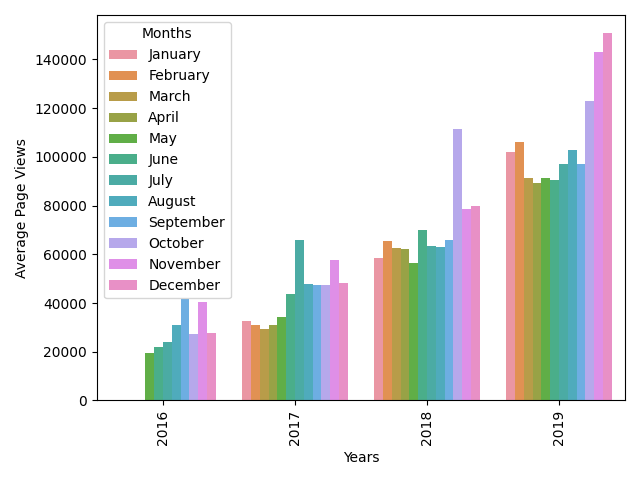 Months
January
February
March
April
May
June
July
August
September
October
November
December
140000
120000
100000
80000
60000
40000
20000
0
Average Page Views
2016
2017
2018
2019
Years